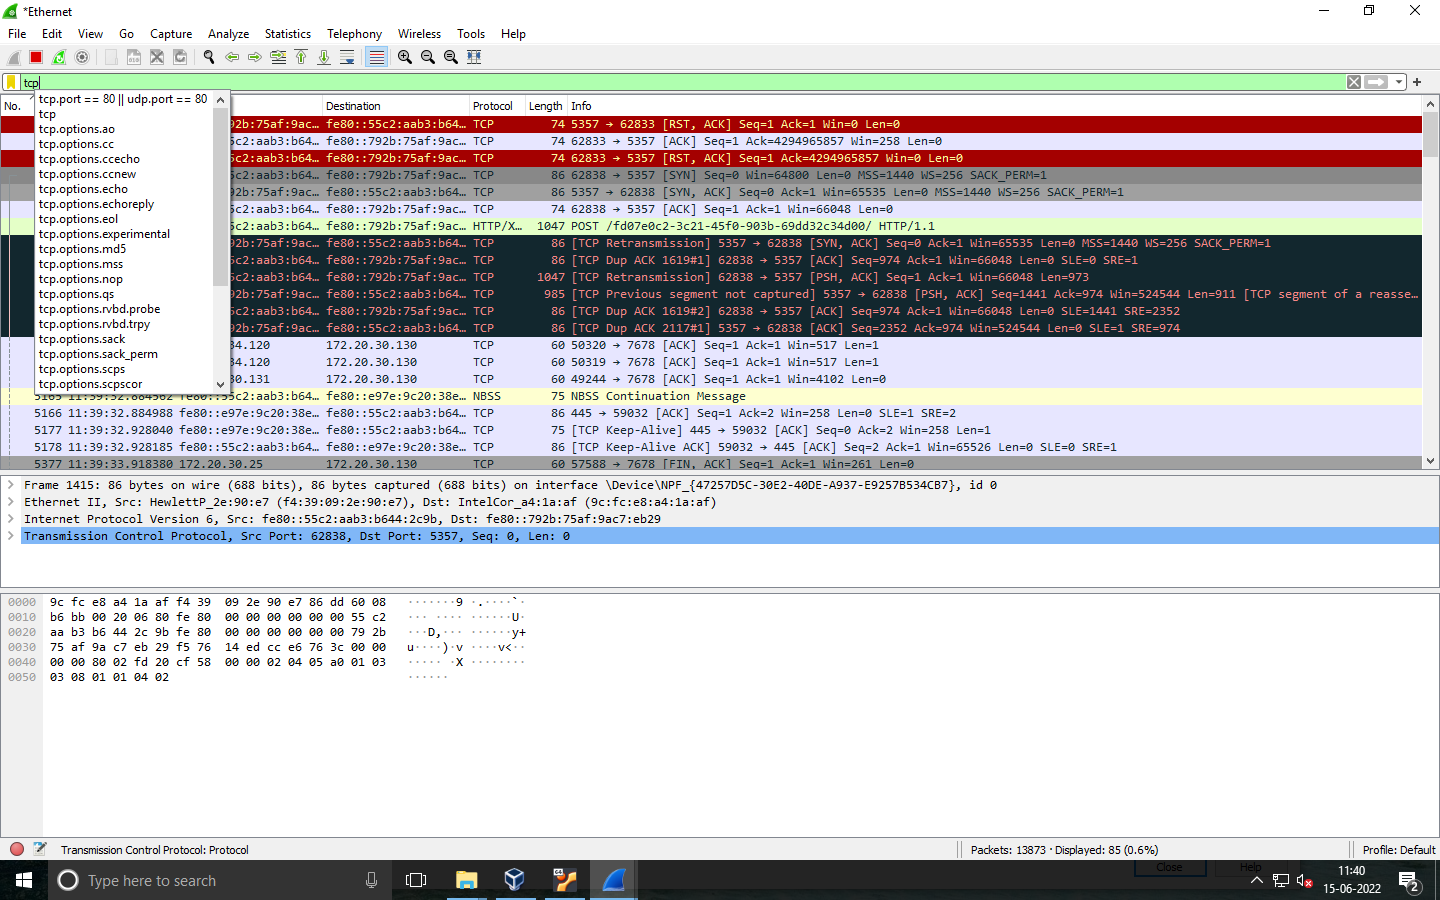 *Ethernet
File Edit View Go Capture Analyze Statistics Telephony Wireless Tools Help
tcp
No. Destination Protocol Length Info
tcp.port == 80 || udp.port == 80
tcp
tcp.options.ao
tcp.options.cc
tcp.options.ccecho
tcp.options.ccnew
tcp.options.echo
tcp.options.echoreply
tcp.options.eol
tcp.options.experimental
tcp.options.md5
tcp.options.mss
tcp.options.nop
tcp.options.qs
tcp.options.rvbd.probe
tcp.options.rvbd.trpy
tcp.options.sack
tcp.options.sack_perm
tcp.options.scps
tcp.options.scpscor
92b:75af:9ac… fe80::55c2:aab3:b64… TCP 74 5357 → 62833 [RST, ACK] Seq=1 Ack=1 Win=0 Len=0
5c2:aab3:b64… fe80::792b:75af:9ac… TCP 74 62833 → 5357 [ACK] Seq=1 Ack=4294965857 Win=258 Len=0
92b:75af:9ac… fe80::55c2:aab3:b64… TCP 74 5357 → 62833 [RST, ACK] Seq=1 Ack=4294965857 Win=0 Len=0
5c2:aab3:b64… fe80::792b:75af:9ac… TCP 86 62838 → 5357 [SYN] Seq=0 Win=64800 Len=0 MSS=1440 WS=256 SACK_PERM=1
92b:75af:9ac… fe80::55c2:aab3:b64… TCP 86 5357 → 62838 [SYN, ACK] Seq=0 Ack=1 Win=65535 Len=0 MSS=1440 WS=256 SACK_PERM=1
5c2:aab3:b64… fe80::792b:75af:9ac… TCP 74 62838 → 5357 [ACK] Seq=1 Ack=1 Win=66048 Len=0
5c2:aab3:b64… fe80::792b:75af:9ac… HTTP/X… 1047 POST /fd07e0c2-3c21-45f0-903b-69dd32c34d00/ HTTP/1.1
92b:75af:9ac… fe80::55c2:aab3:b64… TCP 86 [TCP Retransmission] 5357 → 62838 [SYN, ACK] Seq=0 Ack=1 Win=65535 Len=0 MSS=1440 WS=256 SACK_PERM=1
5c2:aab3:b64… fe80::792b:75af:9ac… TCP 86 [TCP Dup ACK 1619#1] 62838 → 5357 [ACK] Seq=974 Ack=1 Win=66048 Len=0 SLE=0 SRE=1
5c2:aab3:b64… fe80::792b:75af:9ac… TCP 1047 [TCP Retransmission] 62838 → 5357 [PSH, ACK] Seq=1 Ack=1 Win=66048 Len=973
92b:75af:9ac… fe80::55c2:aab3:b64… TCP 985 [TCP Previous segment not captured] 5357 → 62838 [PSH, ACK] Seq=1441 Ack=974 Win=524544 Len=911 [TCP segment of a reasse…
5c2:aab3:b64… fe80::792b:75af:9ac… TCP 86 [TCP Dup ACK 1619#2] 62838 → 5357 [ACK] Seq=974 Ack=1 Win=66048 Len=0 SLE=1441 SRE=2352
92b:75af:9ac… fe80::55c2:aab3:b64… TCP 86 [TCP Dup ACK 2117#1] 5357 → 62838 [ACK] Seq=2352 Ack=974 Win=524544 Len=0 SLE=1 SRE=974
34.120 172.20.30.130 TCP 60 50320 → 7678 [ACK] Seq=1 Ack=1 Win=517 Len=1
34.120 172.20.30.130 TCP 60 50319 → 7678 [ACK] Seq=1 Ack=1 Win=517 Len=1
30.131 172.20.30.130 TCP 60 49244 → 7678 [ACK] Seq=1 Ack=1 Win=4102 Len=0
5165 11:39:32.884562 fe80::55c2:aab3:b64… fe80::e97e:9c20:38e… NBSS 75 NBSS Continuation Message
5166 11:39:32.884988 fe80::e97e:9c20:38e… fe80::55c2:aab3:b64… TCP 86 445 → 59032 [ACK] Seq=1 Ack=2 Win=258 Len=0 SLE=1 SRE=2
5177 11:39:32.928040 fe80::e97e:9c20:38e… fe80::55c2:aab3:b64… TCP 75 [TCP Keep-Alive] 445 → 59032 [ACK] Seq=0 Ack=2 Win=258 Len=1
5178 11:39:32.928185 fe80::55c2:aab3:b64… fe80::e97e:9c20:38e… TCP 86 [TCP Keep-Alive ACK] 59032 → 445 [ACK] Seq=2 Ack=1 Win=65526 Len=0 SLE=0 SRE=1
5377 11:39:33.918380 172.20.30.25 172.20.30.130 TCP 60 57588 → 7678 [FIN, ACK] Seq=1 Ack=1 Win=261 Len=0
Frame 1415: 86 bytes on wire (688 bits), 86 bytes captured (688 bits) on interface \Device\NPF_{47257D5C-30E2-40DE-A937-E9257B534CB7}, id 0
Ethernet II, Src: HewlettP_2e:90:e7 (f4:39:09:2e:90:e7), Dst: IntelCor_a4:1a:af (9c:fc:e8:a4:1a:af)
Internet Protocol Version 6, Src: fe80::55c2:aab3:b644:2c9b, Dst: fe80::792b:75af:9ac7:eb29
Transmission Control Protocol, Src Port: 62838, Dst Port: 5357, Seq: 0, Len: 0
0000 9c fc e8 a4 1a af f4 39 09 2e 90 e7 86 dd 60 08 ·······9 .····`·
0010 b6 bb 00 20 06 80 fe 80 00 00 00 00 00 00 55 c2 ··· ···· ······U·
0020 aa b3 b6 44 2c 9b fe 80 00 00 00 00 00 00 79 2b ···D,··· ······y+
0030 75 af 9a c7 eb 29 f5 76 14 ed cc e6 76 3c 00 00 u····)·v ····v<··
0040 00 00 80 02 fd 20 cf 58 00 00 02 04 05 a0 01 03 ····· ·X ········
0050 03 08 01 01 04 02 ······
Transmission Control Protocol: Protocol Packets: 13873 · Displayed: 85 (0.6%) Profile: Default
Close Help
Type here to search
11:40
15-06-2022
2